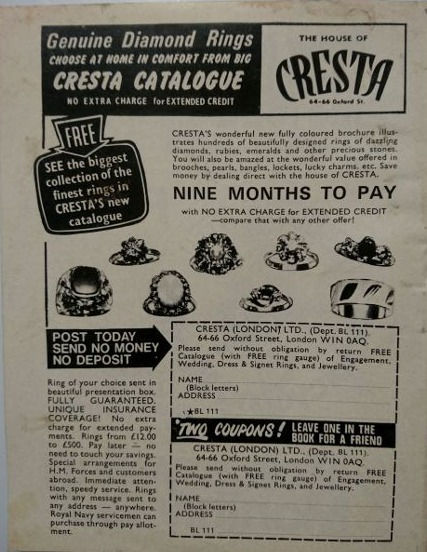 Genuine Diamond Rings
CHOOSE AT HOME IN COMFORT FROM BIG
CRESTA CATALOGUE
NO EXTRA CHARGE for EXTENDED CREDIT
THE HOUSE OF
CRESTA
64-66 Oxford St.
FREE
SEE the biggest
collection of the
finest rings in
CRESTA'S new
catalogue
CRESTA'S wonderful new fully coloured brochure illus-
trates hundreds of beautifully designed rings of dazzling
diamonds, rubies, emeralds and other precious stones.
You will also be amazed at the wonderful value offered in
brooches, pearls, bangles, lockets, lucky charms, etc. Save
money by dealing direct with the house of CRESTA.
NINE MONTHS TO PAY
with NO EXTRA CHARGE for EXTENDED CREDIT
—compare that with any other offer!
POST TODAY
SEND NO MONEY
NO DEPOSIT
Ring of your choice sent in
beautiful presentation box.
FULLY GUARANTEED.
UNIQUE INSURANCE
COVERAGE! No extra
charge for extended pay-
ments. Rings from £12.00
to £500. Pay later — no
need to touch your savings.
Special arrangements for
H.M. Forces and customers
abroad. Immediate atten-
tion, speedy service. Rings
with any message sent to
any address — anywhere.
Royal Navy servicemen can
purchase through pay allot-
ment.
CRESTA (LONDON) LTD., (Dept. BL 111).
64-66 Oxford Street, London W1N 0AQ.
Please send without obligation by return FREE
Catalogue (with FREE ring gauge) of Engagement,
Wedding, Dress & Signet Rings, and Jewellery.
NAME
(Block letters)
ADDRESS
★BL 111
TWO COUPONS! LEAVE ONE IN THE
BOOK FOR A FRIEND
CRESTA (LONDON) LTD., (Dept. BL 111).
64-66 Oxford Street, London W1N 0AQ.
Please send without obligation by return FREE
Catalogue (with FREE ring gauge) of Engagement,
Wedding, Dress & Signet Rings, and Jewellery.
NAME
(Block letters)
ADDRESS
BL 111